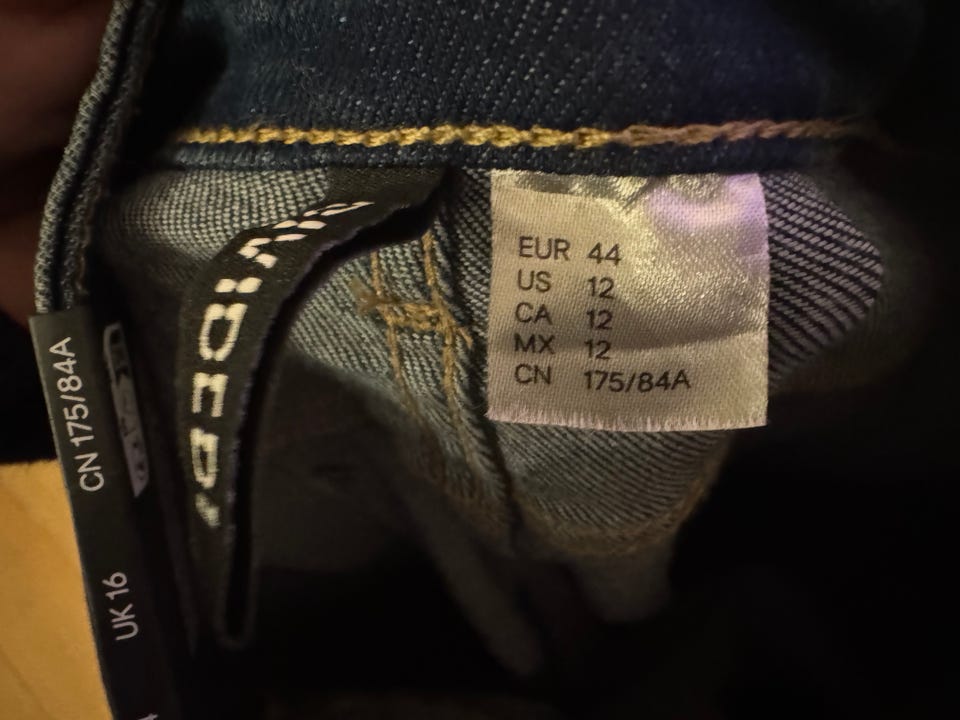 EUR 44
US 12
CA 12
MX 12
CN 175/84A
CN 175/84A
UK 16